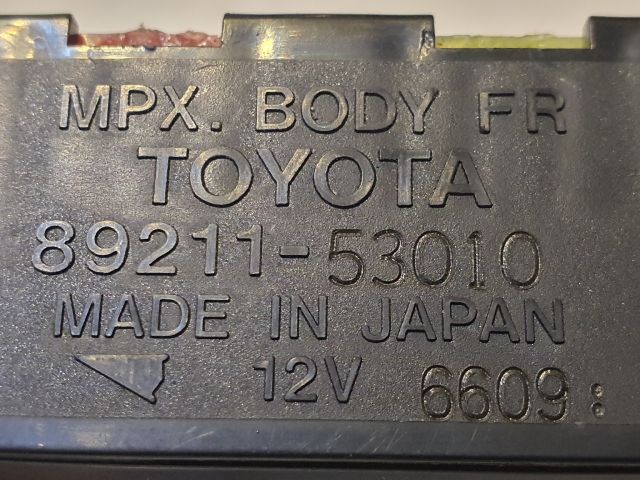 MPX. BODY FR
TOYOTA
89211-53010
MADE IN JAPAN
12V 6609: